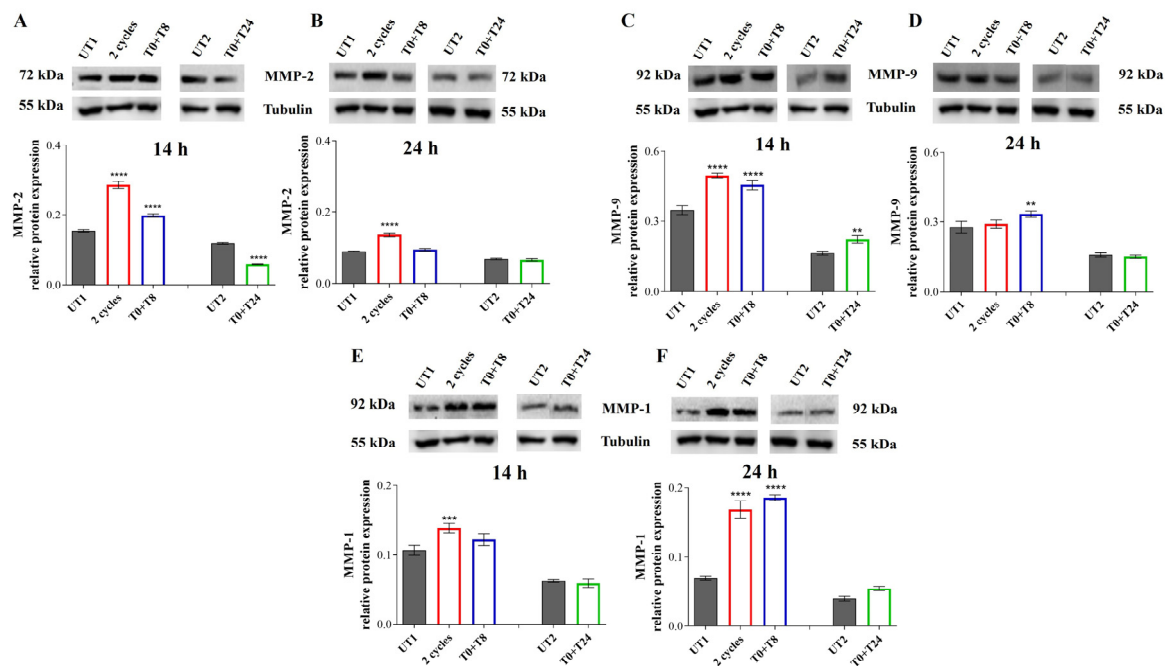 A
UT1
2 cycles
T0+T8
UT2
T0+T24
72 kDa
55 kDa
MMP-2
Tubulin
B
UT1
2 cycles
T0+T8
UT2
T0+T24
72 kDa
55 kDa
14 h
MMP-2
relative protein expression
0.4
0.2
0.0
****
****
****
UT1
2 cycles
T0+T8
UT2
T0+T24
24 h
MMP-2
relative protein expression
0.4
0.2
0.0
****
UT1
2 cycles
T0+T8
UT2
T0+T24
C
UT1
2 cycles
T0+T8
UT2
T0+T24
92 kDa
55 kDa
MMP-9
Tubulin
D
UT1
2 cycles
T0+T8
UT2
T0+T24
92 kDa
55 kDa
14 h
MMP-9
relative protein expression
0.6
0.3
0.0
****
****
**
UT1
2 cycles
T0+T8
UT2
T0+T24
24 h
MMP-9
relative protein expression
0.6
0.3
0.0
**
UT1
2 cycles
T0+T8
UT2
T0+T24
E
UT1
2 cycles
T0+T8
UT2
T0+T24
92 kDa
55 kDa
MMP-1
Tubulin
F
UT1
2 cycles
T0+T8
UT2
T0+T24
92 kDa
55 kDa
14 h
MMP-1
relative protein expression
0.2
0.1
0.0
***
UT1
2 cycles
T0+T8
UT2
T0+T24
24 h
MMP-1
relative protein expression
0.2
0.1
0.0
****
****
UT1
2 cycles
T0+T8
UT2
T0+T24